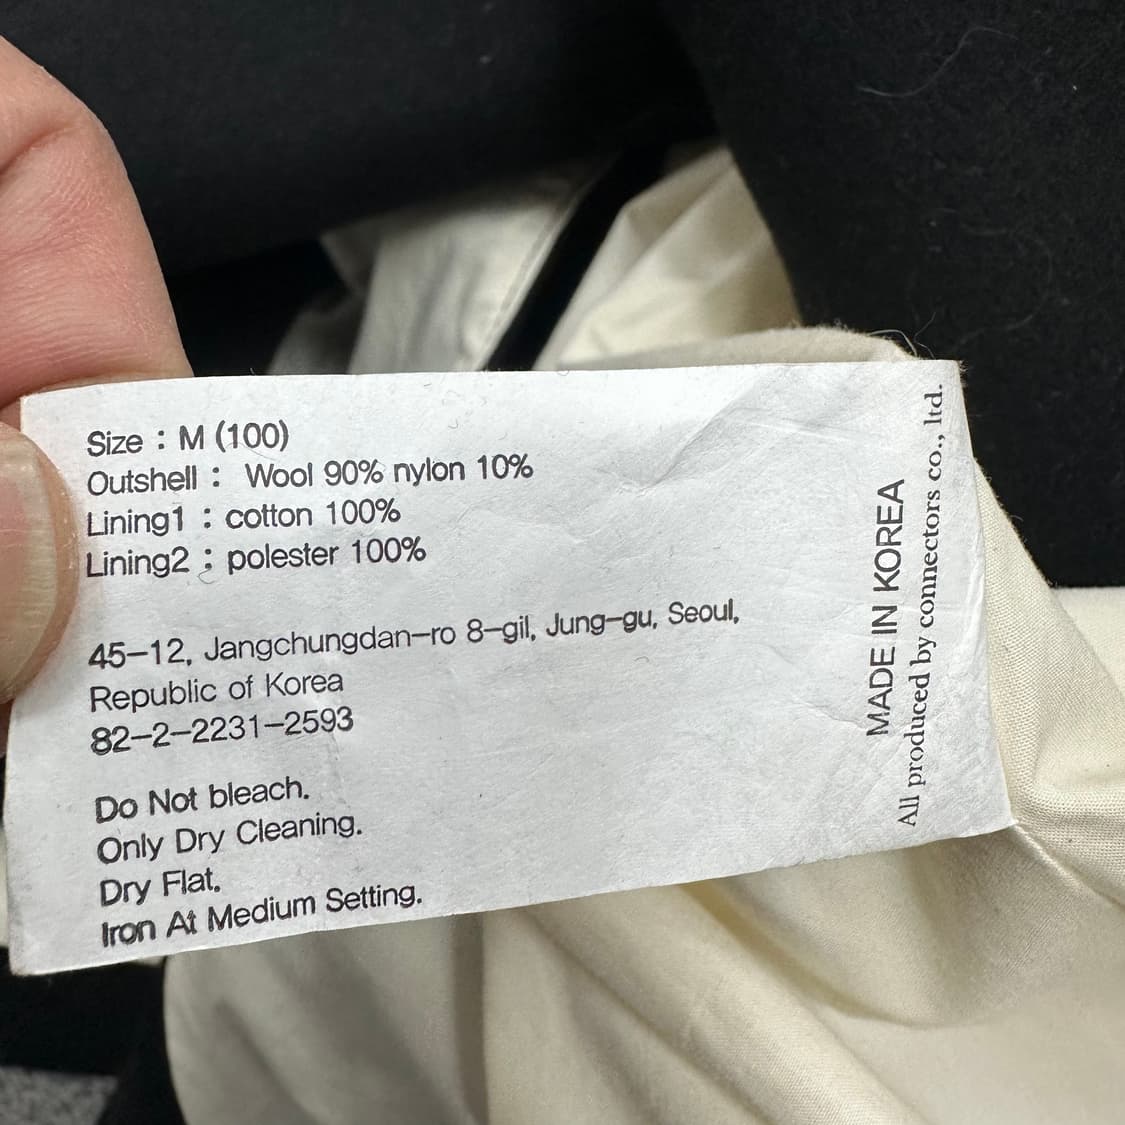 Size : M (100)
Outshell : Wool 90% nylon 10%
Lining1 : cotton 100%
Lining2 : polester 100%
45-12, Jangchungdan-ro 8-gil, Jung-gu, Seoul,
Republic of Korea
82-2-2231-2593
Do Not bleach.
Only Dry Cleaning.
Dry Flat.
Iron At Medium Setting.
MADE IN KOREA
All produced by connectors co., ltd.